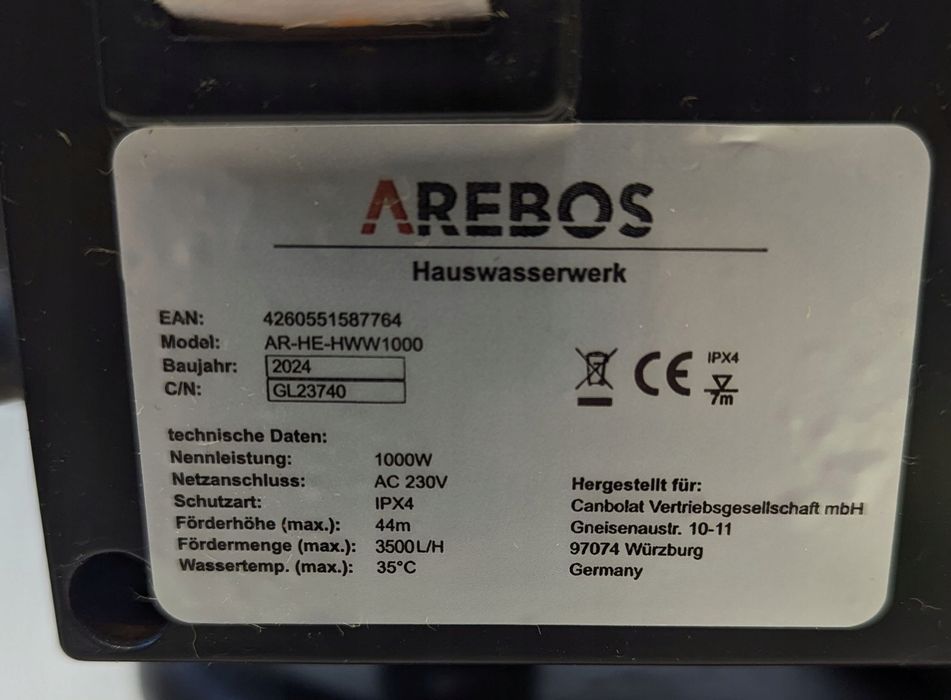 AREBOS
Hauswasserwerk
EAN: 4260551587764
Model: AR-HE-HWW1000
Baujahr: 2024
C/N: GL23740
CE
IPX4
7m
technische Daten:
Nennleistung: 1000W
Netzanschluss: AC 230V
Schutzart: IPX4
Förderhöhe (max.): 44m
Fördermenge (max.): 3500L/H
Wassertemp. (max.): 35°C
Hergestellt für:
Canbolat Vertriebsgesellschaft mbH
Gneisenaustr. 10-11
97074 Würzburg
Germany